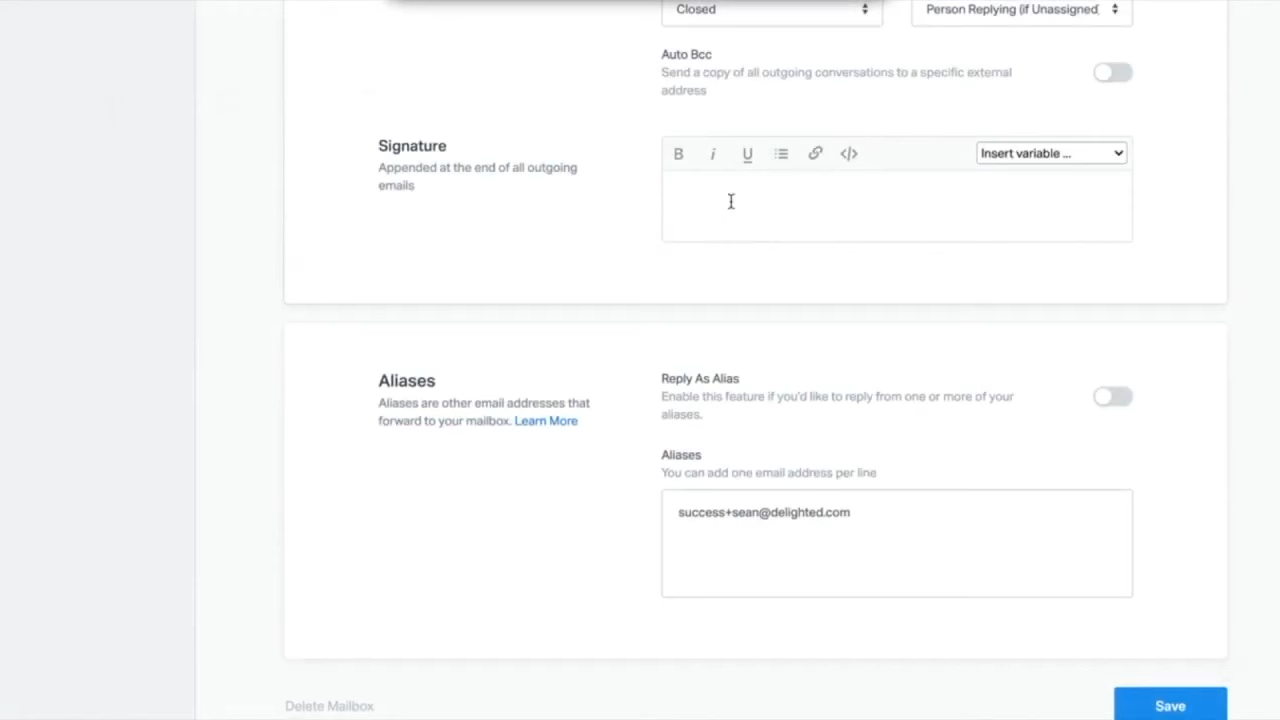 Closed
Person Replying (if Unassigned)
Auto Bcc
Send a copy of all outgoing conversations to a specific external
address
Signature
Appended at the end of all outgoing
emails
B i U </>
Insert variable ...
Aliases
Aliases are other email addresses that
forward to your mailbox. Learn More
Reply As Alias
Enable this feature if you'd like to reply from one or more of your
aliases.
Aliases
You can add one email address per line
success+sean@delighted.com
Delete Mailbox
Save